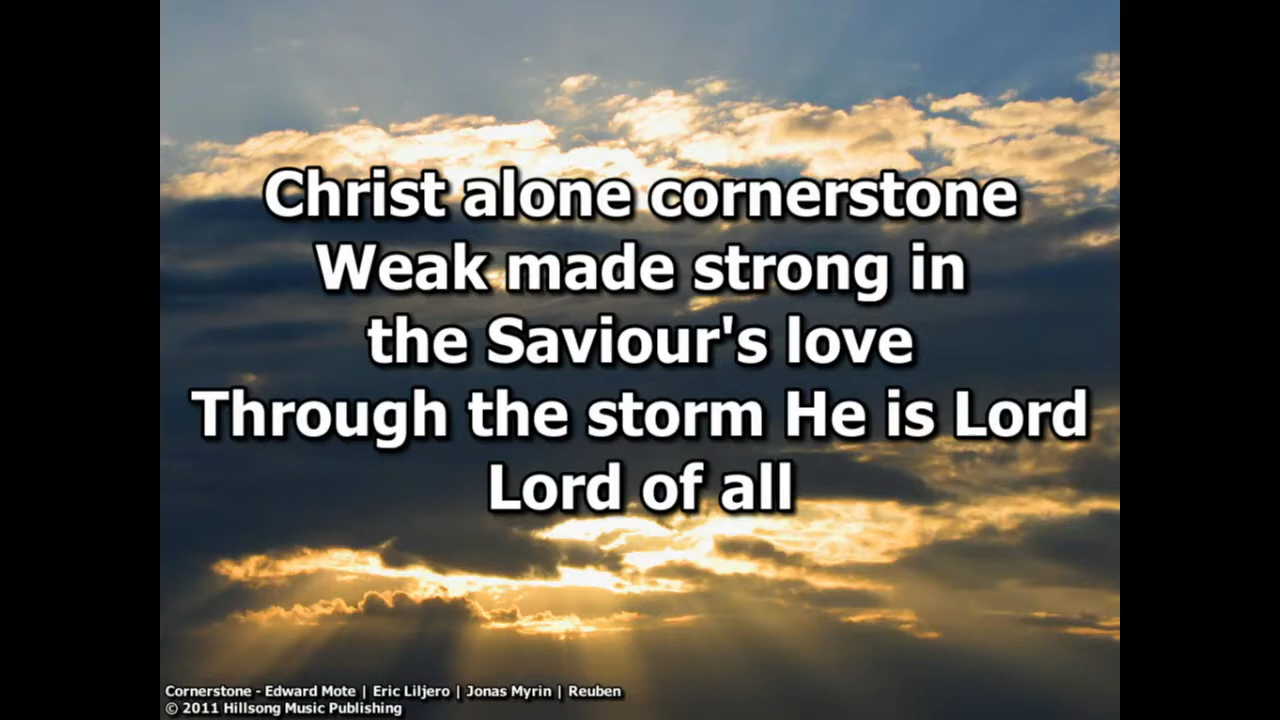 Christ alone cornerstone
Weak made strong in
the Saviour's love
Through the storm He is Lord
Lord of all
Cornerstone - Edward Mote | Eric Liljero | Jonas Myrin | Reuben
© 2011 Hillsong Music Publishing